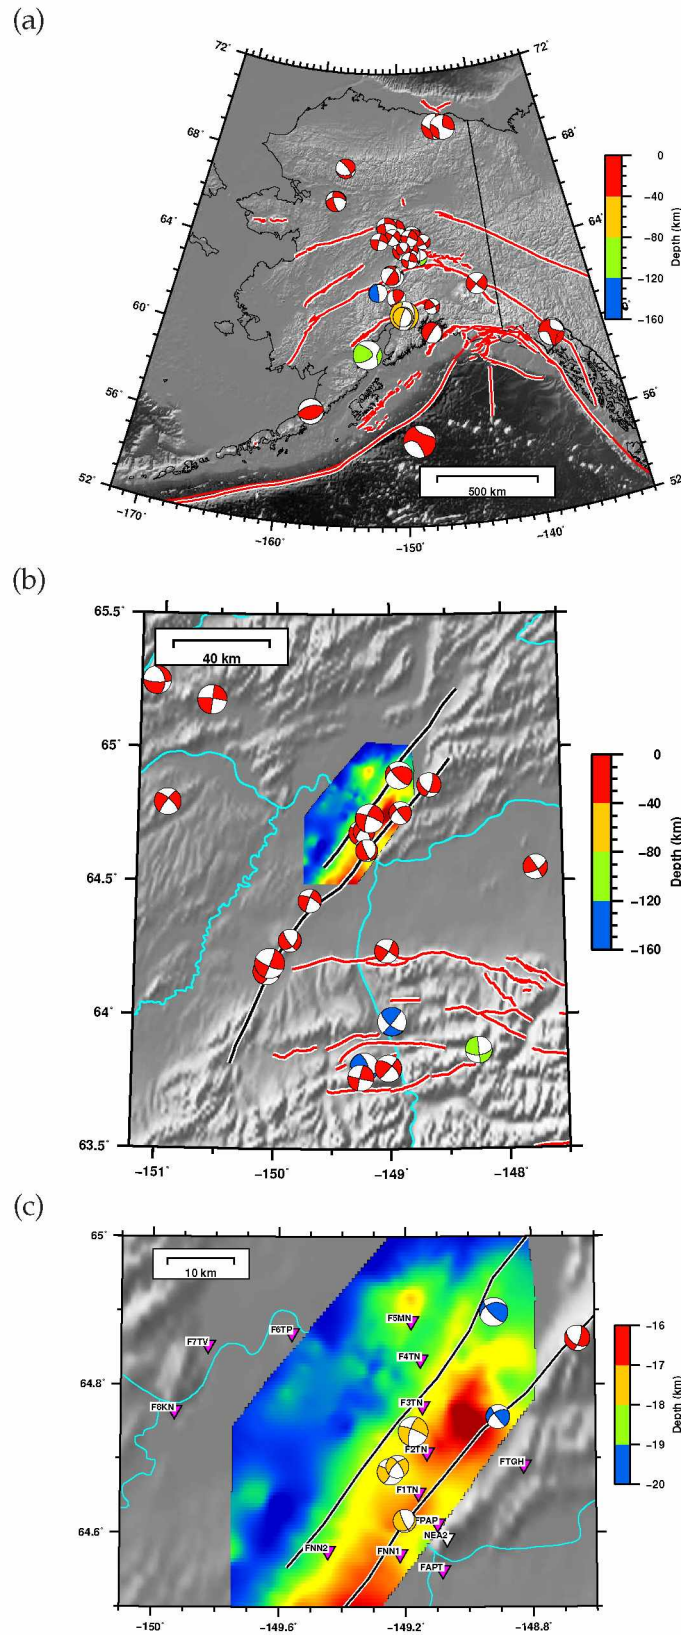 (a)
72˚
72˚
68˚
68˚
64˚
64˚
60˚
60˚
56˚
56˚
52˚
−170˚
−160˚
−150˚
−140˚
500 km
0
−40
−80
−120
−160
Depth (km)
(b)
65.5˚
65˚
64.5˚
64˚
63.5˚
−151˚
−150˚
−149˚
−148˚
40 km
0
−40
−80
−120
−160
Depth (km)
(c)
65˚
64.8˚
64.6˚
−150˚
−149.6˚
−149.2˚
−148.8˚
10 km
F5MN
F6TP
F7TV
F4TN
F3TN
F8KN
F2TN
FTGH
F1TN
FPAP
NEA2
FNN2
FNN1
FAPT
−16
−17
−18
−19
−20
Depth (km)